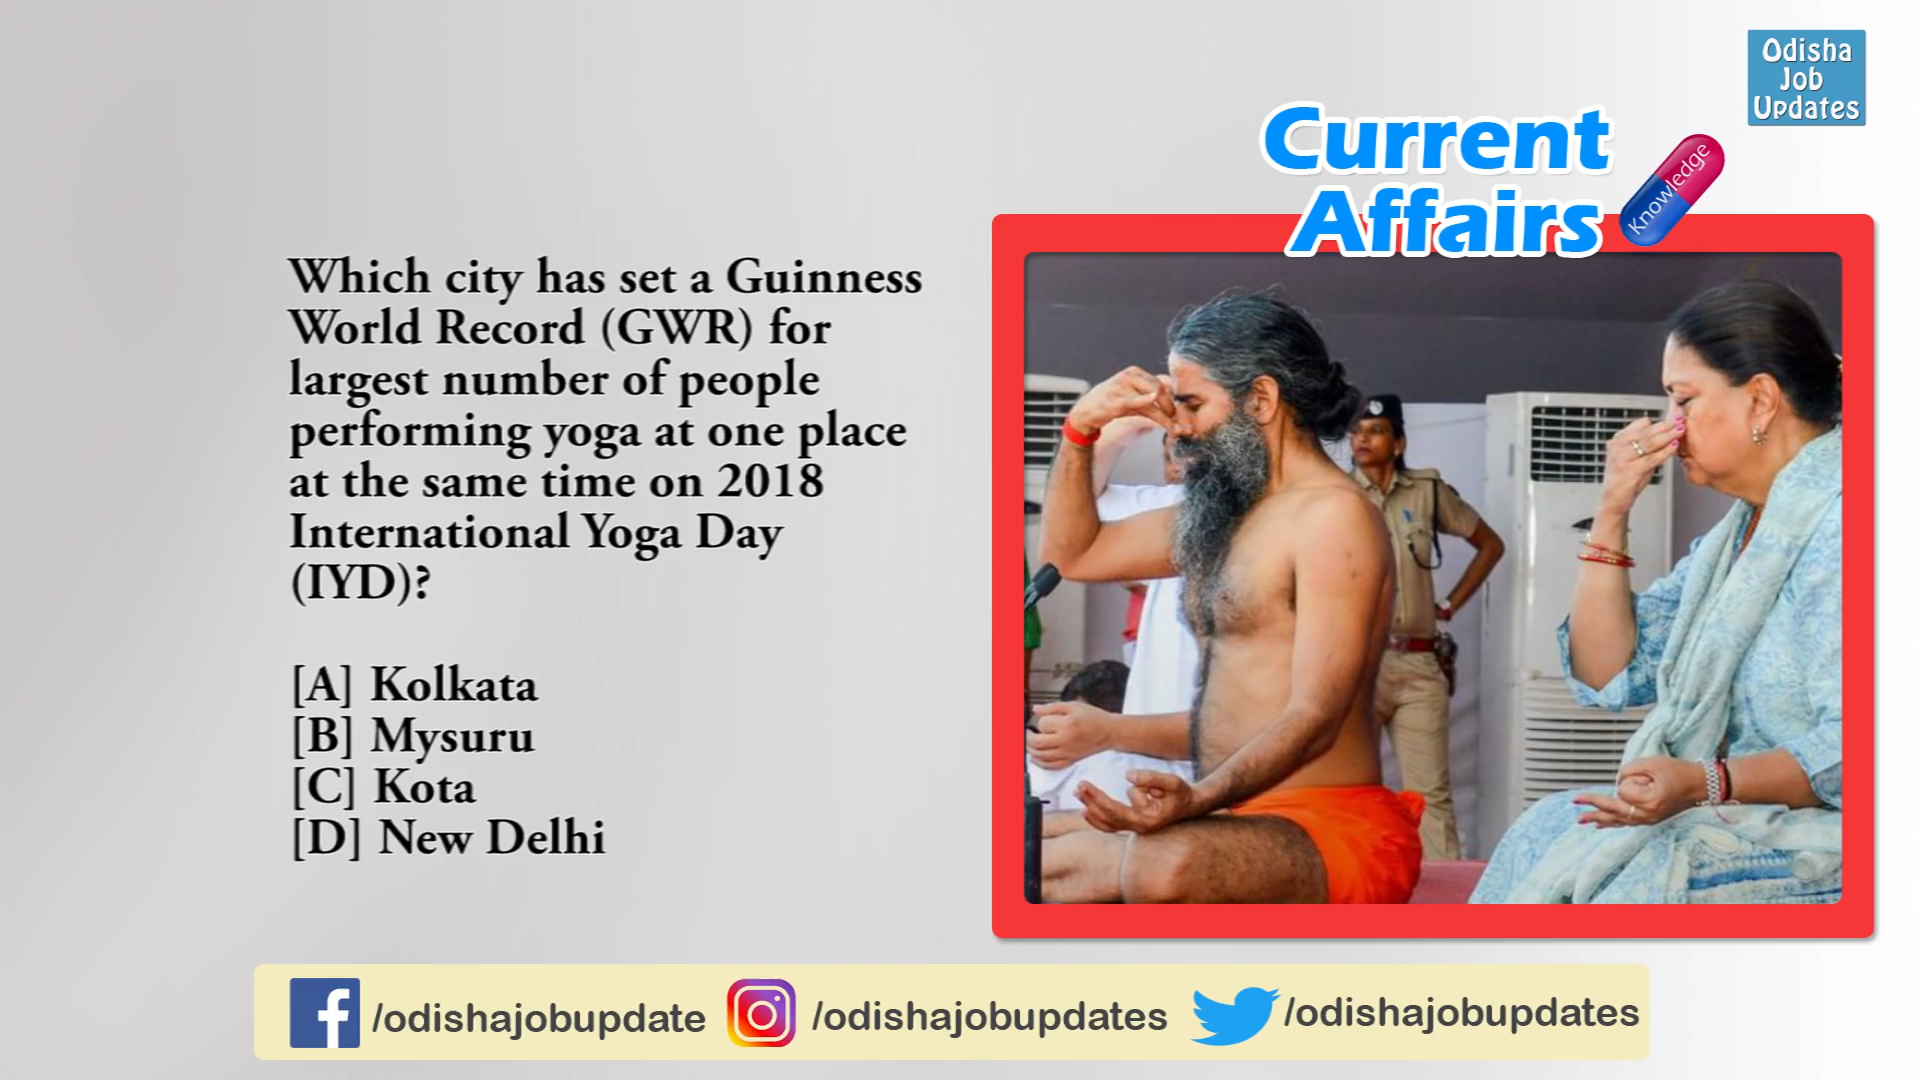 Odisha
Job
Updates
Current
Affairs
Knowledge
Which city has set a Guinness
World Record (GWR) for
largest number of people
performing yoga at one place
at the same time on 2018
International Yoga Day
(IYD)?
[A] Kolkata
[B] Mysuru
[C] Kota
[D] New Delhi
/odishajobupdate
/odishajobupdates
/odishajobupdates